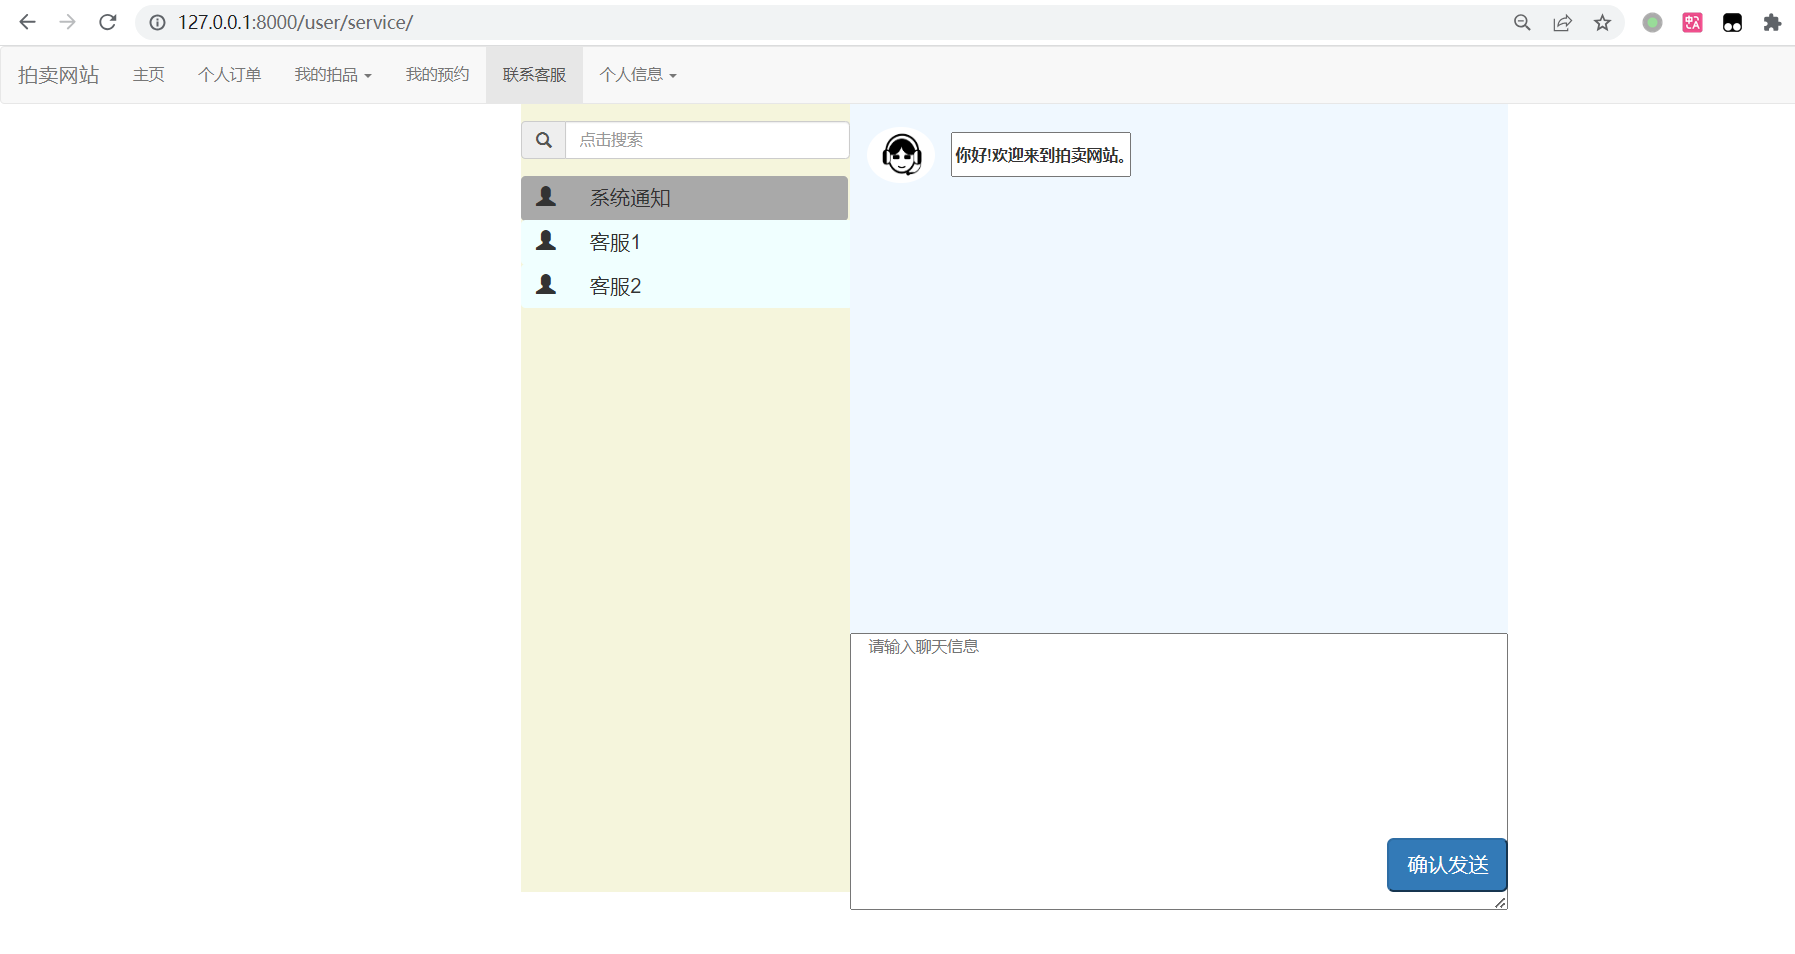 127.0.0.1:8000/user/service/
拍卖网站 主页 个人订单 我的拍品 我的预约 联系客服 个人信息
点击搜索
你好!欢迎来到拍卖网站。
系统通知
客服1
客服2
请输入聊天信息
确认发送